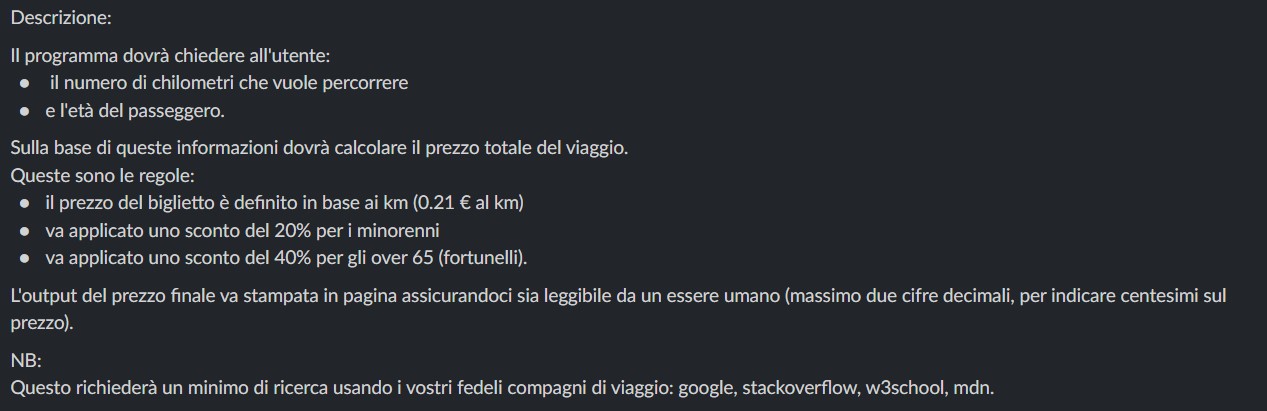 Descrizione:
Il programma dovrà chiedere all'utente:
● il numero di chilometri che vuole percorrere
● e l'età del passeggero.
Sulla base di queste informazioni dovrà calcolare il prezzo totale del viaggio.
Queste sono le regole:
● il prezzo del biglietto è definito in base ai km (0.21 € al km)
● va applicato uno sconto del 20% per i minorenni
● va applicato uno sconto del 40% per gli over 65 (fortunelli).
L'output del prezzo finale va stampata in pagina assicurandoci sia leggibile da un essere umano (massimo due cifre decimali, per indicare centesimi sul
prezzo).
NB:
Questo richiederà un minimo di ricerca usando i vostri fedeli compagni di viaggio: google, stackoverflow, w3school, mdn.